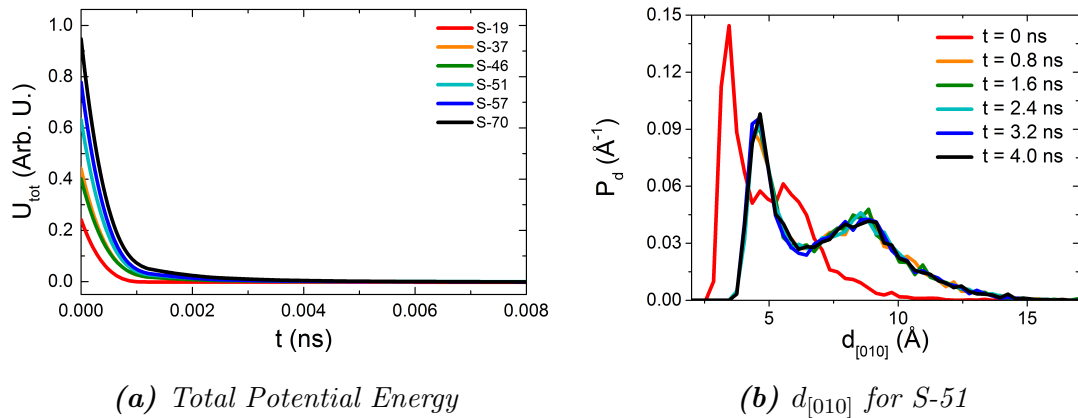 1.0
0.8
0.6
0.4
0.2
0.0
U_tot (Arb. U.)
S-19
S-37
S-46
S-51
S-57
S-70
0.000 0.002 0.004 0.006 0.008
t (ns)
(a) Total Potential Energy
0.15
0.12
0.09
0.06
0.03
0.00
P_d (Å⁻¹)
t = 0 ns
t = 0.8 ns
t = 1.6 ns
t = 2.4 ns
t = 3.2 ns
t = 4.0 ns
5 10 15
d_[010] (Å)
(b) d_[010] for S-51